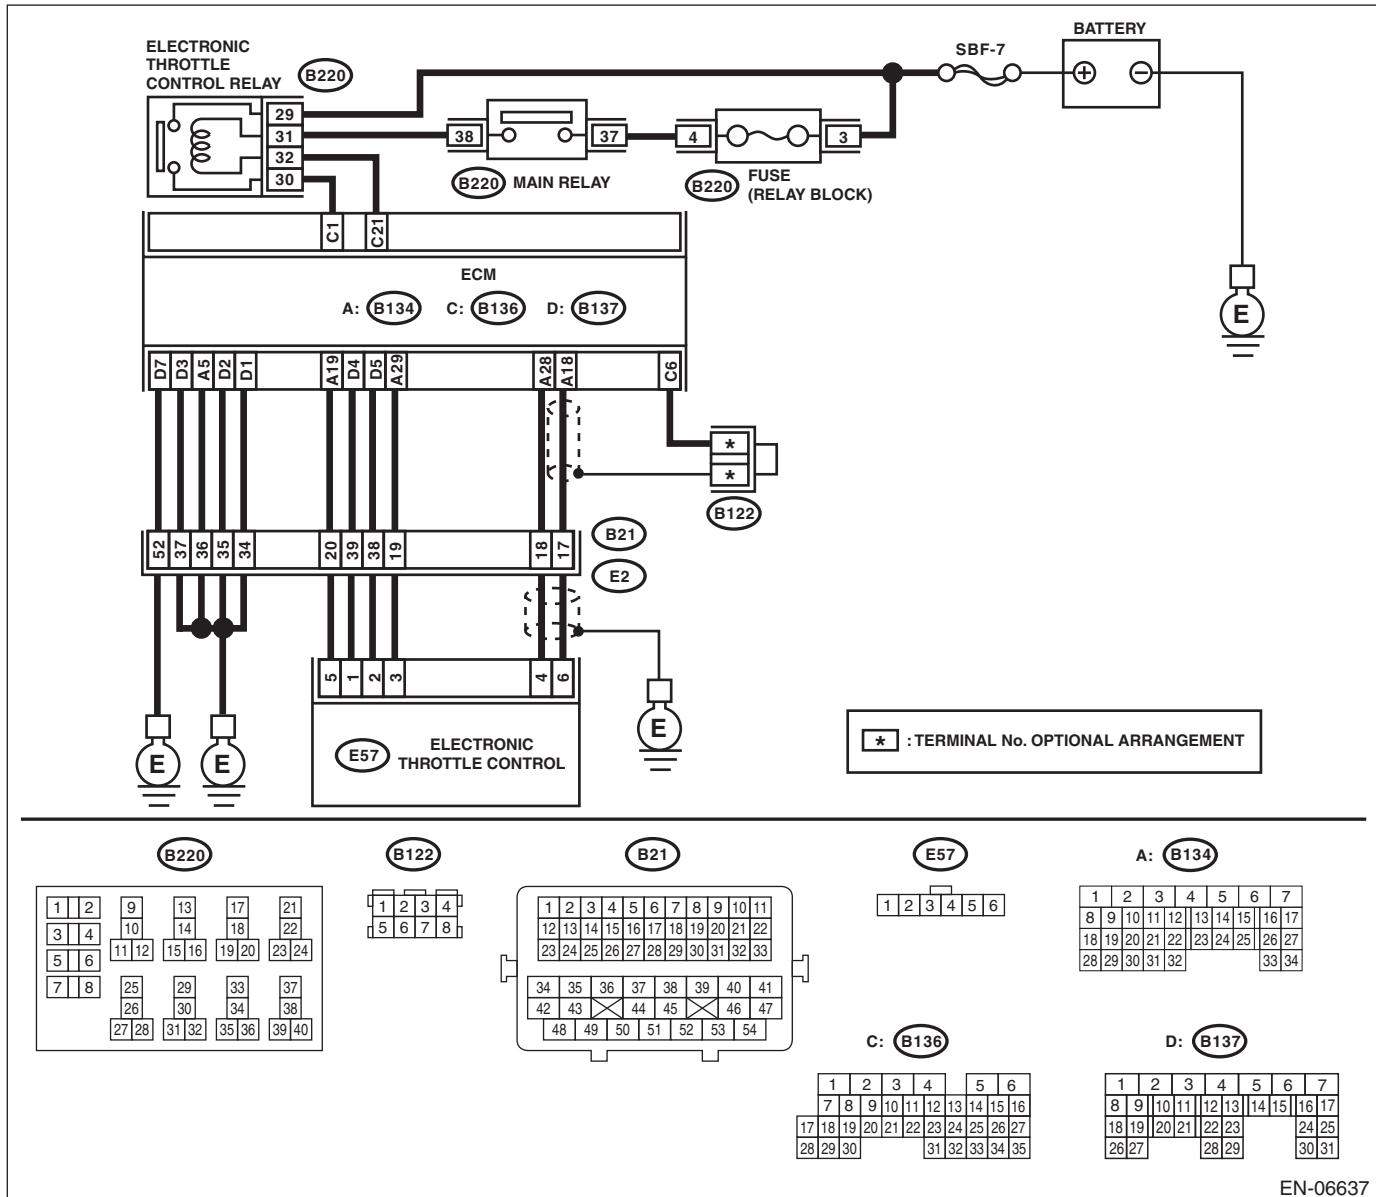 ELECTRONIC
THROTTLE
CONTROL RELAY
B220
SBF-7
BATTERY
29
31
32
30
38
37
4
3
B220 MAIN RELAY
B220 FUSE
(RELAY BLOCK)
C1
C21
ECM
A: B134 C: B136 D: B137
E
D7 D3 A5 D2 D1 A19 D4 D5 A29 A28 A18 C6
*
*
B122
52 37 36 35 34 20 39 38 19 18 17
B21
E2
5 1 2 3 4 6
E E E
E57 ELECTRONIC
THROTTLE CONTROL
* : TERMINAL No. OPTIONAL ARRANGEMENT
B220
1 2 9 13 17 21
3 4 10 14 18 22
5 6 11 12 15 16 19 20 23 24
7 8 25 29 33 37
26 30 34 38
27 28 31 32 35 36 39 40
B122
1 2 3 4
5 6 7 8
B21
1 2 3 4 5 6 7 8 9 10 11
12 13 14 15 16 17 18 19 20 21 22
23 24 25 26 27 28 29 30 31 32 33
34 35 36 37 38 39 40 41
42 43 44 45 46 47
48 49 50 51 52 53 54
E57
1 2 3 4 5 6
A: B134
1 2 3 4 5 6 7
8 9 10 11 12 13 14 15 16 17
18 19 20 21 22 23 24 25 26 27
28 29 30 31 32 33 34
C: B136
1 2 3 4 5 6
7 8 9 10 11 12 13 14 15 16
17 18 19 20 21 22 23 24 25 26 27
28 29 30 31 32 33 34 35
D: B137
1 2 3 4 5 6 7
8 9 10 11 12 13 14 15 16 17
18 19 20 21 22 23 24 25
26 27 28 29 30 31
EN-06637